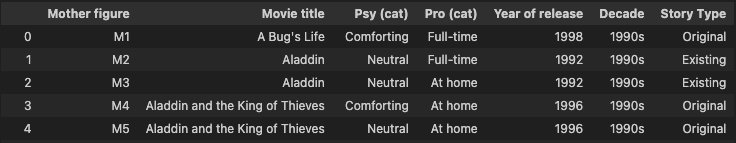 Mother figure Movie title Psy (cat) Pro (cat) Year of release Decade Story Type
0 M1 A Bug's Life Comforting Full-time 1998 1990s Original
1 M2 Aladdin Neutral Full-time 1992 1990s Existing
2 M3 Aladdin Neutral At home 1992 1990s Existing
3 M4 Aladdin and the King of Thieves Comforting At home 1996 1990s Original
4 M5 Aladdin and the King of Thieves Neutral At home 1996 1990s Original